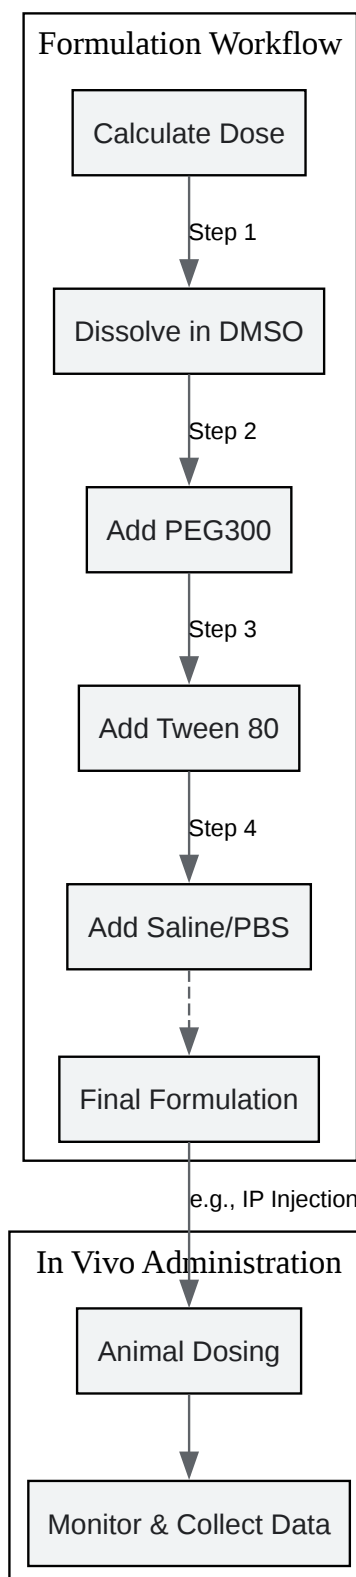 Formulation Workflow
Calculate Dose
Step 1
Dissolve in DMSO
Step 2
Add PEG300
Step 3
Add Tween 80
Step 4
Add Saline/PBS
Final Formulation
e.g., IP Injection
In Vivo Administration
Animal Dosing
Monitor & Collect Data